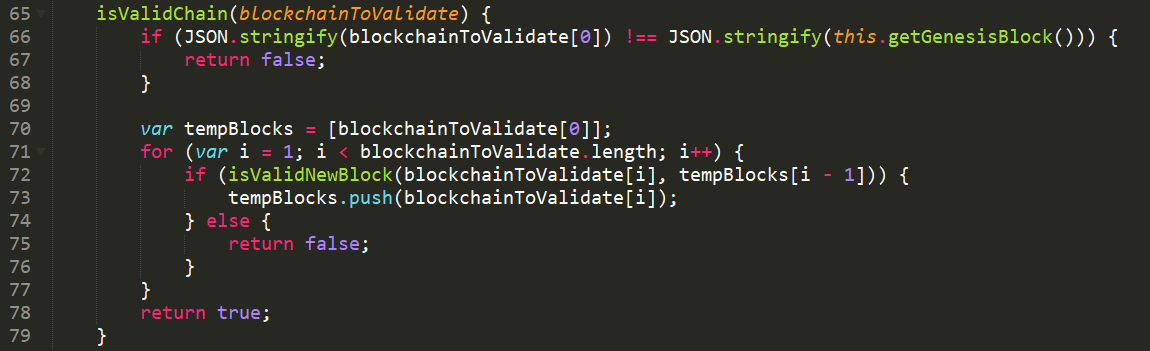 65 isValidChain(blockchainToValidate) {
66 if (JSON.stringify(blockchainToValidate[0]) !== JSON.stringify(this.getGenesisBlock())) {
67 return false;
68 }
69
70 var tempBlocks = [blockchainToValidate[0]];
71 for (var i = 1; i < blockchainToValidate.length; i++) {
72 if (isValidNewBlock(blockchainToValidate[i], tempBlocks[i - 1])) {
73 tempBlocks.push(blockchainToValidate[i]);
74 } else {
75 return false;
76 }
77 }
78 return true;
79 }